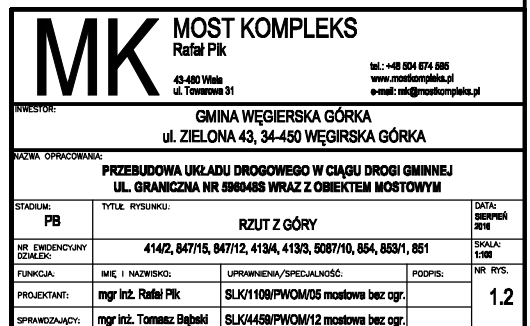 MK
MOST KOMPLEKS
Rafał Pik
43-480 Wisła
ul. Towarowa 31
tel.: +48 504 574 595
www.mostkompleks.pl
e-mail: mk@mostkompleks.pl
INWESTOR:
GMINA WĘGIERSKA GÓRKA
ul. ZIELONA 43, 34-450 WĘGIRSKA GÓRKA
NAZWA OPRACOWANIA:
PRZEBUDOWA UKŁADU DROGOWEGO W CIĄGU DROGI GMINNEJ
UL. GRANICZNA NR 596048S WRAZ Z OBIEKTEM MOSTOWYM
STADIUM:
PB
TYTUŁ RYSUNKU:
RZUT Z GÓRY
DATA:
SIERPIEŃ
2016
NR EWIDENCYJNY
DZIAŁEK:
414/2, 847/15, 847/12, 413/4, 413/3, 5087/10, 854, 853/1, 851
SKALA:
1:100
FUNKCJA: IMIĘ I NAZWISKO: UPRAWNIENIA/SPECJALNOŚĆ: PODPIS: NR RYS.
PROJEKTANT: mgr inż. Rafał Pik SLK/1109/PWOM/05 mostowa bez ogr.
1.2
SPRAWDZAJĄCY: mgr inż. Tomasz Bąbski SLK/4459/PWOM/12 mostowa bez ogr.